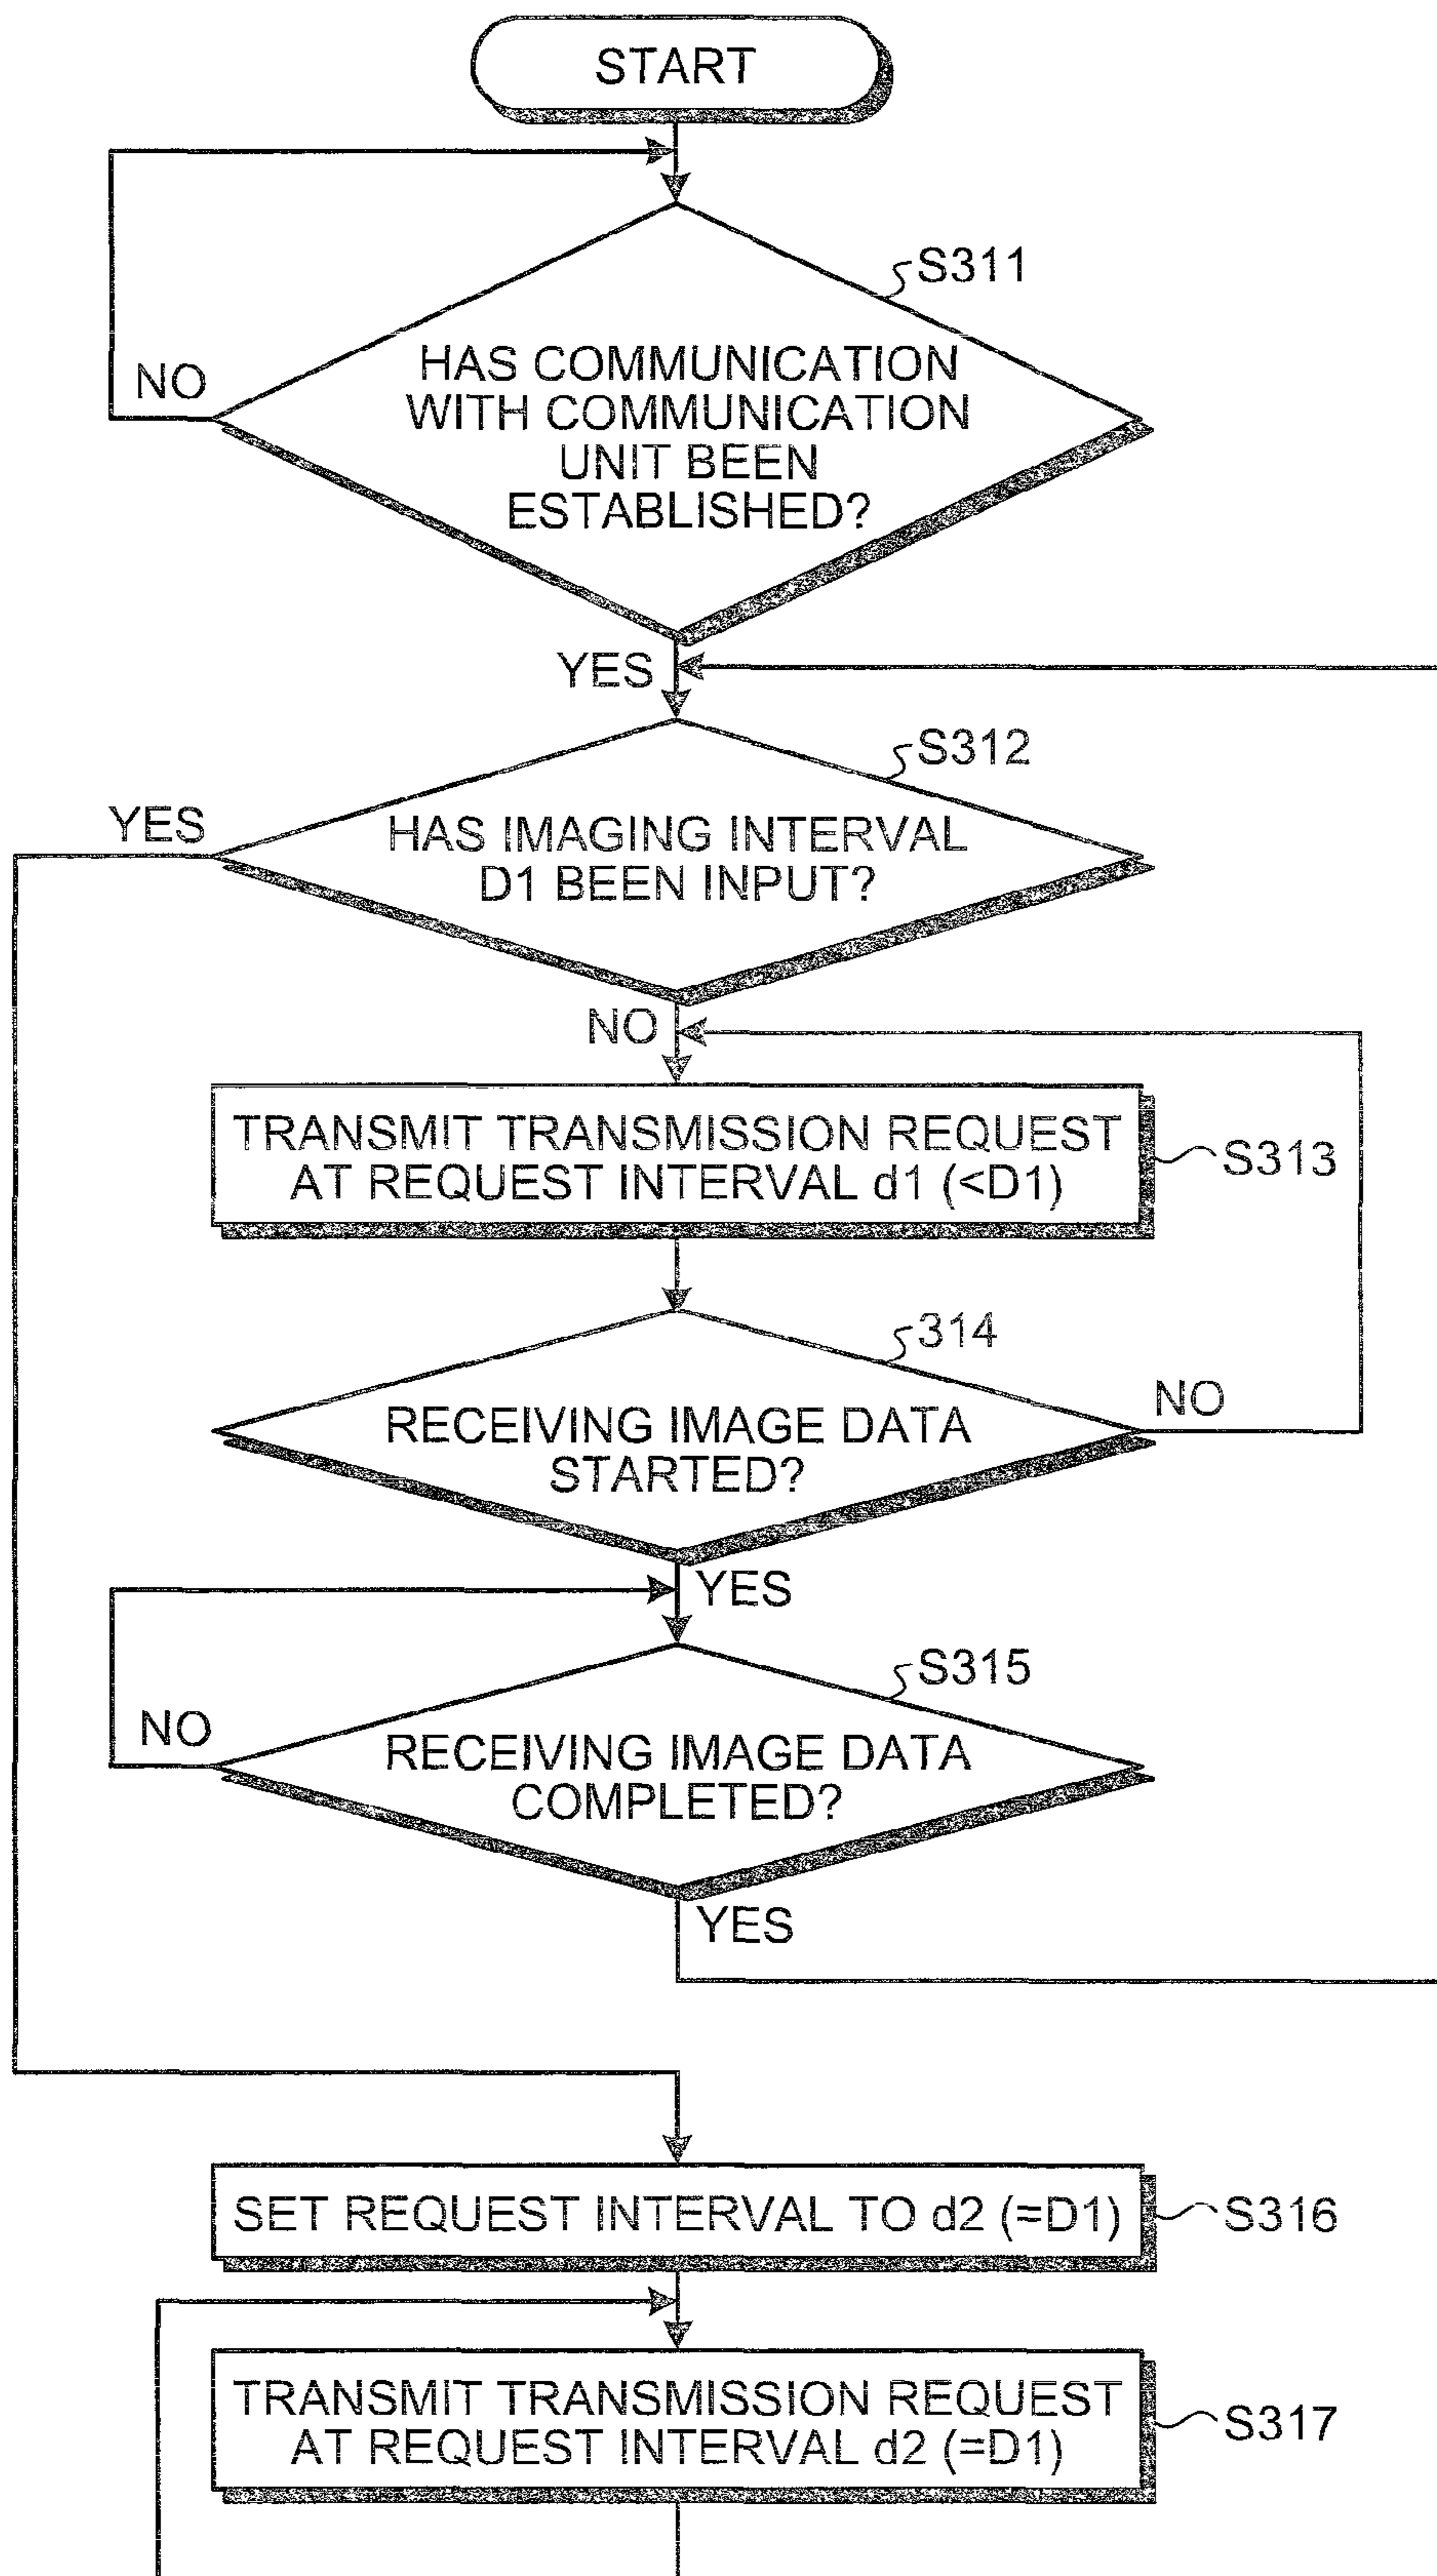 START
S311
HAS COMMUNICATION
WITH COMMUNICATION
UNIT BEEN
ESTABLISHED?
NO
YES
S312
YES
HAS IMAGING INTERVAL
D1 BEEN INPUT?
NO
TRANSMIT TRANSMISSION REQUEST
AT REQUEST INTERVAL d1 (<D1)
S313
314
RECEIVING IMAGE DATA
STARTED?
NO
YES
S315
NO
RECEIVING IMAGE DATA
COMPLETED?
YES
SET REQUEST INTERVAL TO d2 (=D1)
S316
TRANSMIT TRANSMISSION REQUEST
AT REQUEST INTERVAL d2 (=D1)
S317